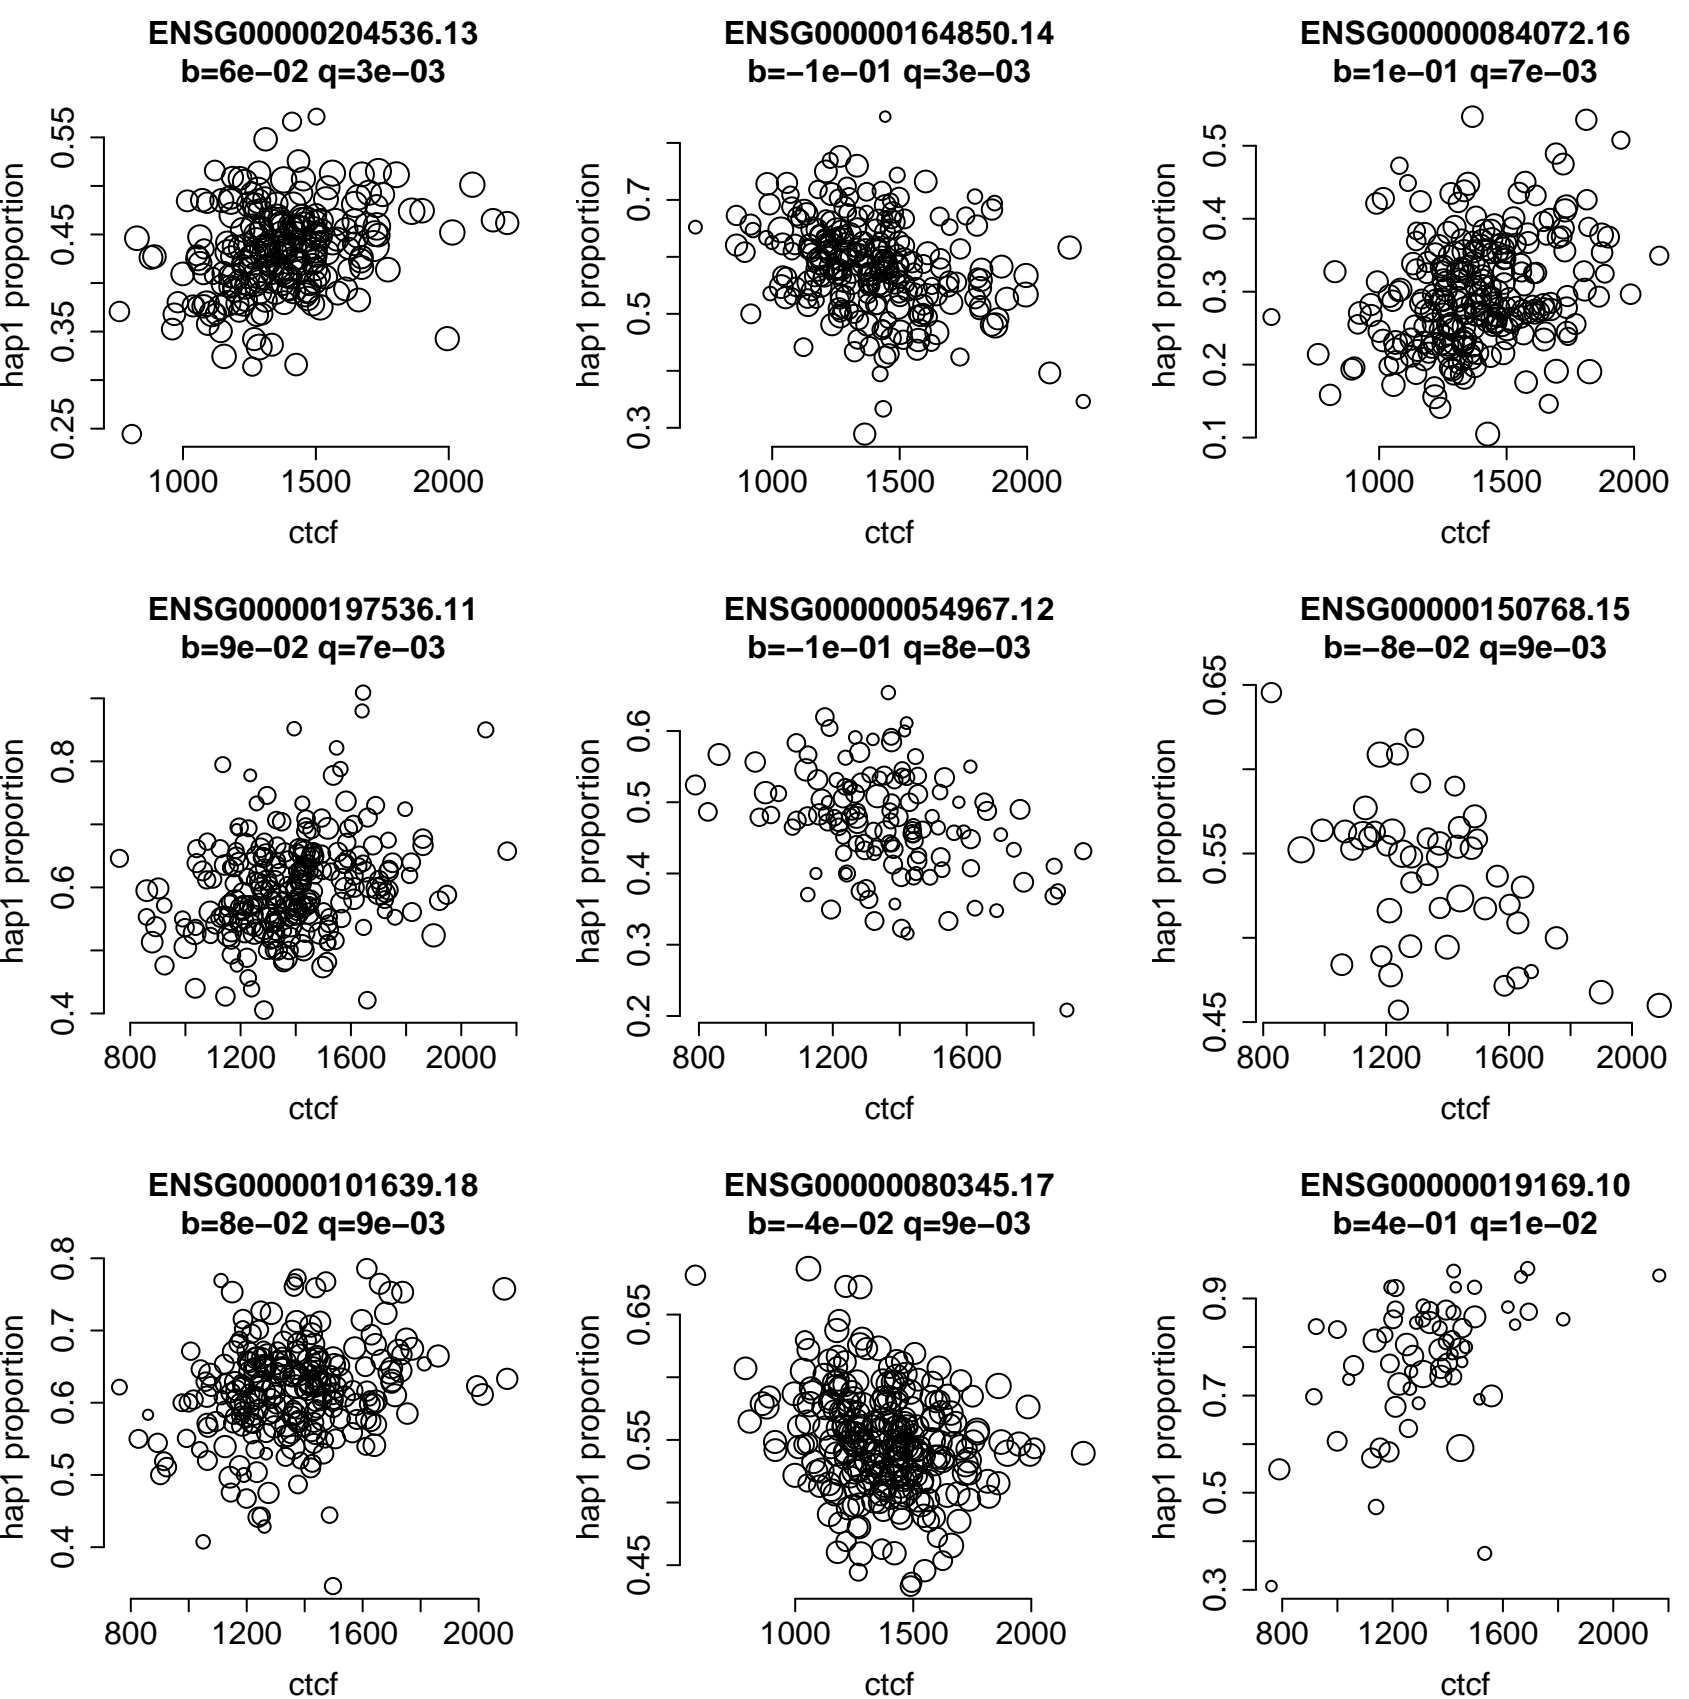 ENSG00000204536.13
b=6e−02 q=3e−03
hap1 proportion
0.25 0.35 0.45 0.55
1000 1500 2000
ctcf
ENSG00000164850.14
b=−1e−01 q=3e−03
hap1 proportion
0.3 0.5 0.7
1000 1500 2000
ctcf
ENSG00000084072.16
b=1e−01 q=7e−03
hap1 proportion
0.1 0.2 0.3 0.4 0.5
1000 1500 2000
ctcf
ENSG00000197536.11
b=9e−02 q=7e−03
hap1 proportion
0.4 0.6 0.8
800 1200 1600 2000
ctcf
ENSG00000054967.12
b=−1e−01 q=8e−03
hap1 proportion
0.2 0.3 0.4 0.5 0.6
800 1200 1600
ctcf
ENSG00000150768.15
b=−8e−02 q=9e−03
hap1 proportion
0.45 0.55 0.65
800 1200 1600 2000
ctcf
ENSG00000101639.18
b=8e−02 q=9e−03
hap1 proportion
0.4 0.5 0.6 0.7 0.8
800 1200 1600 2000
ctcf
ENSG00000080345.17
b=−4e−02 q=9e−03
hap1 proportion
0.45 0.55 0.65
1000 1500 2000
ctcf
ENSG00000019169.10
b=4e−01 q=1e−02
hap1 proportion
0.3 0.5 0.7 0.9
800 1200 1600 2000
ctcf